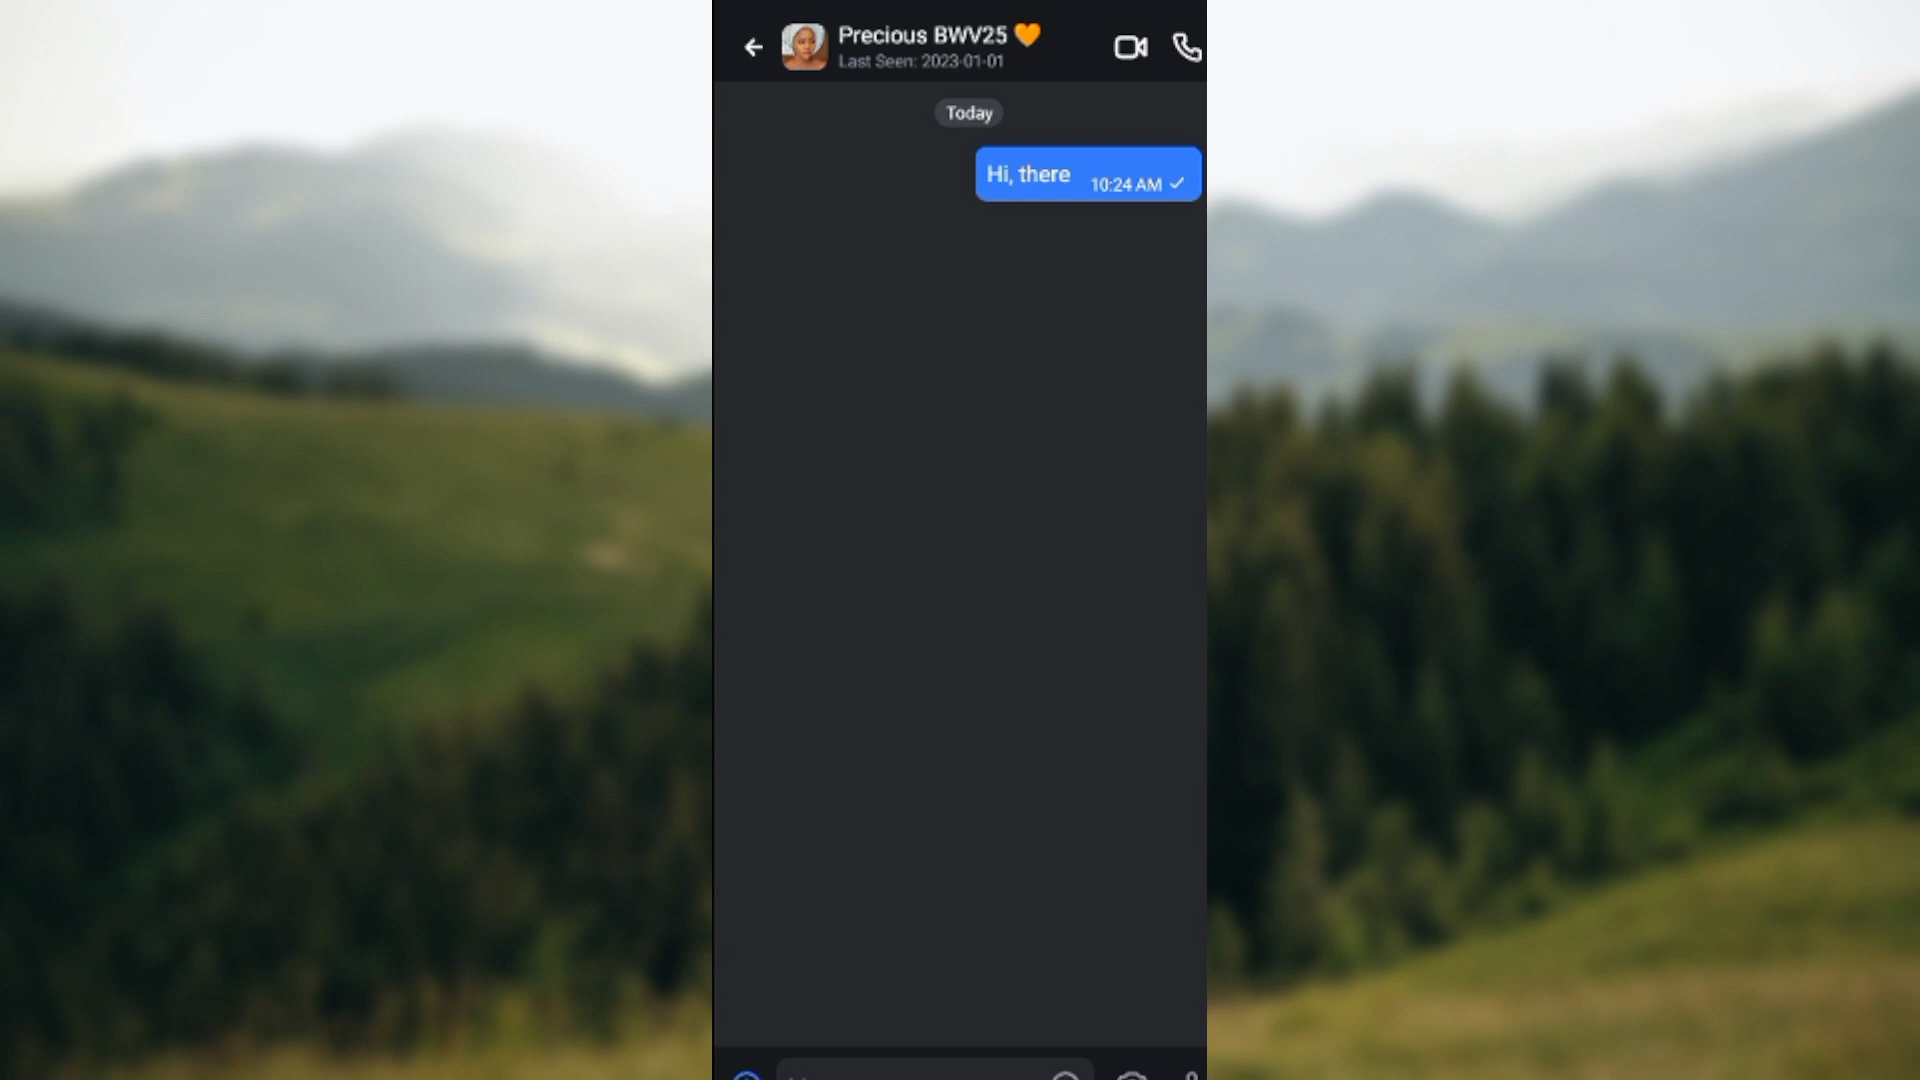 Precious BWV25 🧡
Last Seen: 2023-01-01
Today
Hi, there
10:24 AM